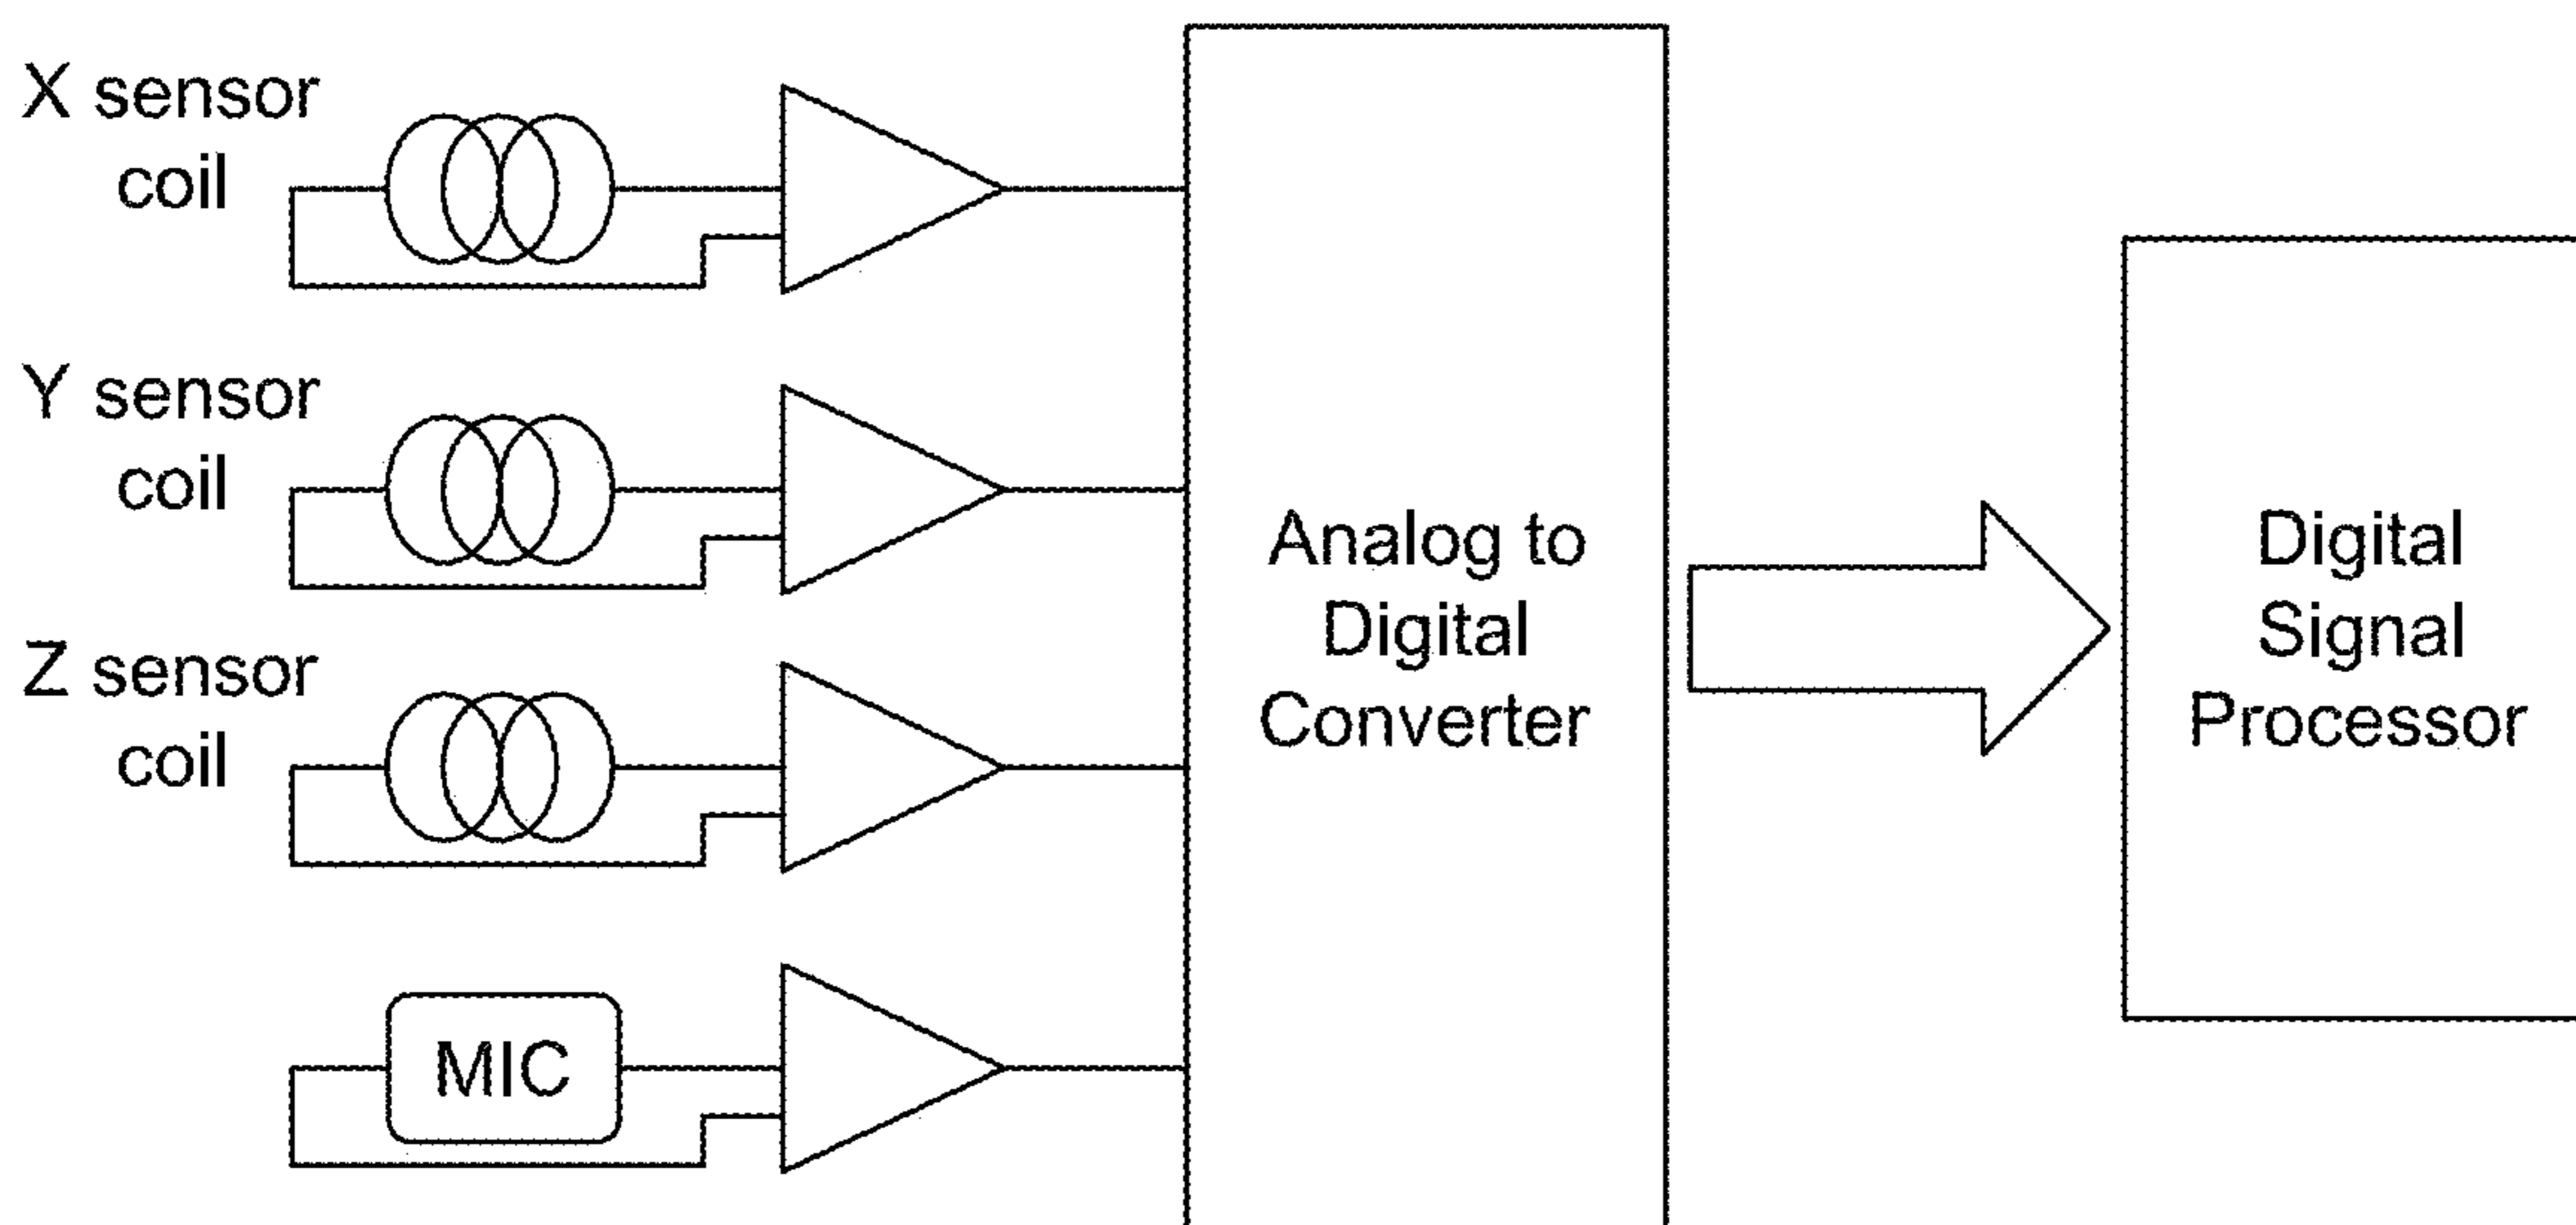 X sensor
coil
Y sensor
coil
Z sensor
coil
MIC
Analog to
Digital
Converter
Digital
Signal
Processor